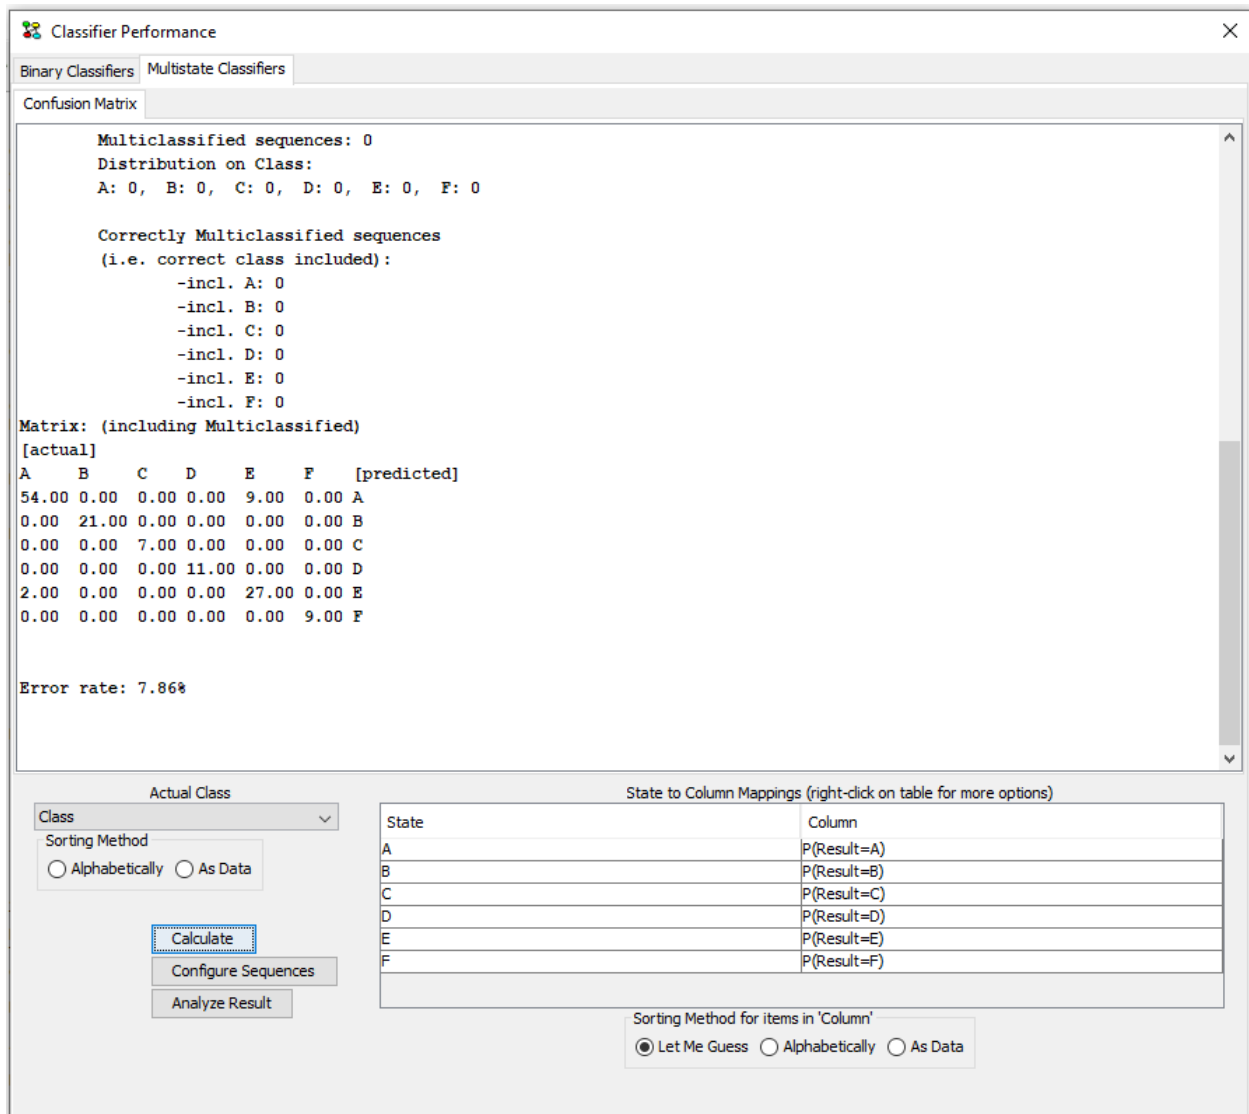 Classifier Performance
Binary Classifiers Multistate Classifiers
Confusion Matrix
Multiclassified sequences: 0
Distribution on Class:
A: 0, B: 0, C: 0, D: 0, E: 0, F: 0
Correctly Multiclassified sequences
(i.e. correct class included):
-incl. A: 0
-incl. B: 0
-incl. C: 0
-incl. D: 0
-incl. E: 0
-incl. F: 0
Matrix: (including Multiclassified)
[actual]
A B C D E F [predicted]
54.00 0.00 0.00 0.00 9.00 0.00 A
0.00 21.00 0.00 0.00 0.00 0.00 B
0.00 0.00 7.00 0.00 0.00 0.00 C
0.00 0.00 0.00 11.00 0.00 0.00 D
2.00 0.00 0.00 0.00 27.00 0.00 E
0.00 0.00 0.00 0.00 0.00 9.00 F
Error rate: 7.86%
Actual Class
Class
Sorting Method
Alphabetically As Data
Calculate
Configure Sequences
Analyze Result
State to Column Mappings (right-click on table for more options)
State Column
A P(Result=A)
B P(Result=B)
C P(Result=C)
D P(Result=D)
E P(Result=E)
F P(Result=F)
Sorting Method for items in 'Column'
Let Me Guess Alphabetically As Data